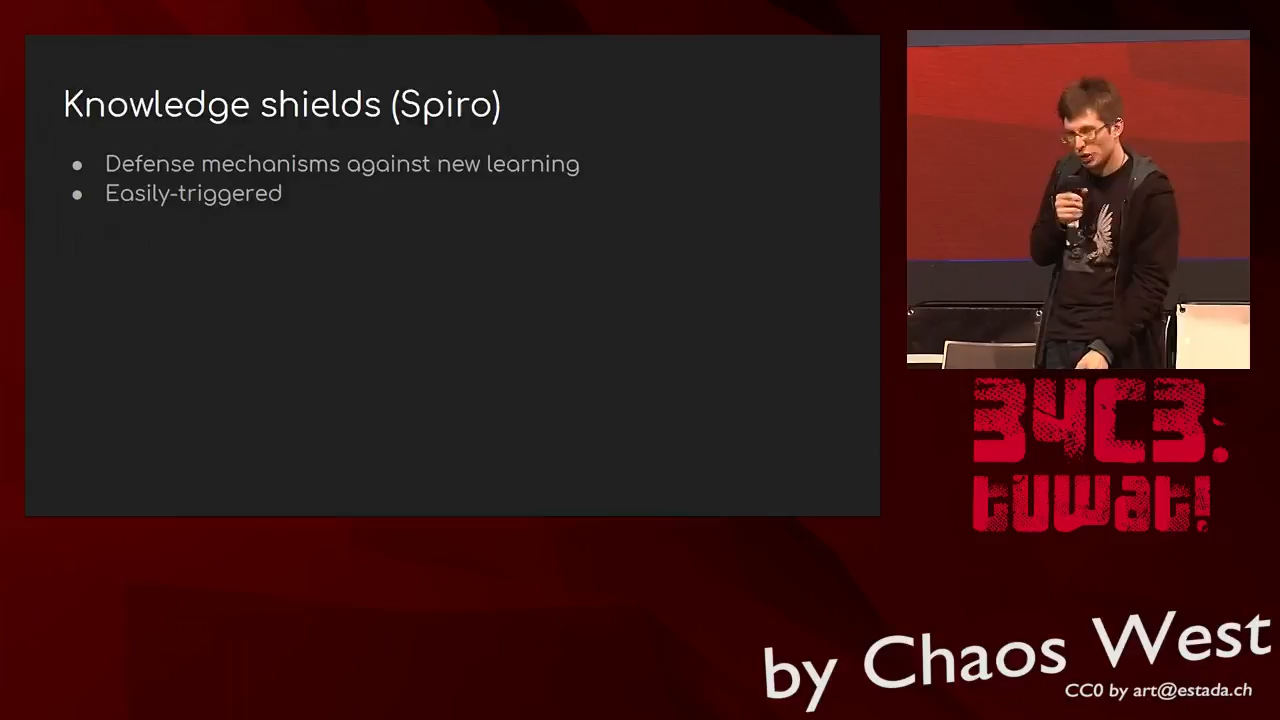 Knowledge shields (Spiro)
● Defense mechanisms against new learning
● Easily-triggered
34C3:
tuwat!
by Chaos West
CC0 by art@estada.ch